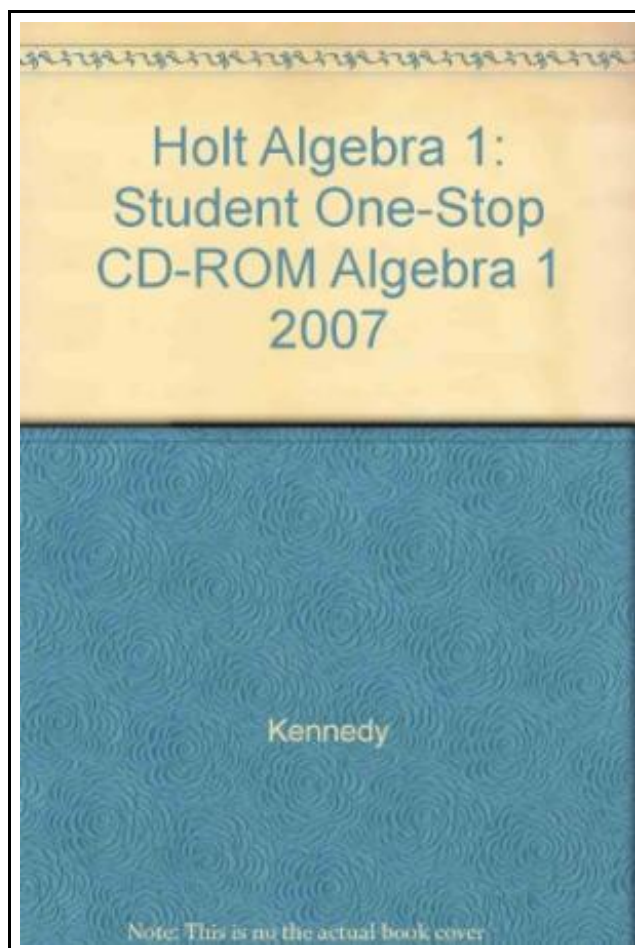 Holt Algebra 1:
Student One-Stop
CD-ROM Algebra 1
2007
Kennedy
Note: This is no the actual book cover